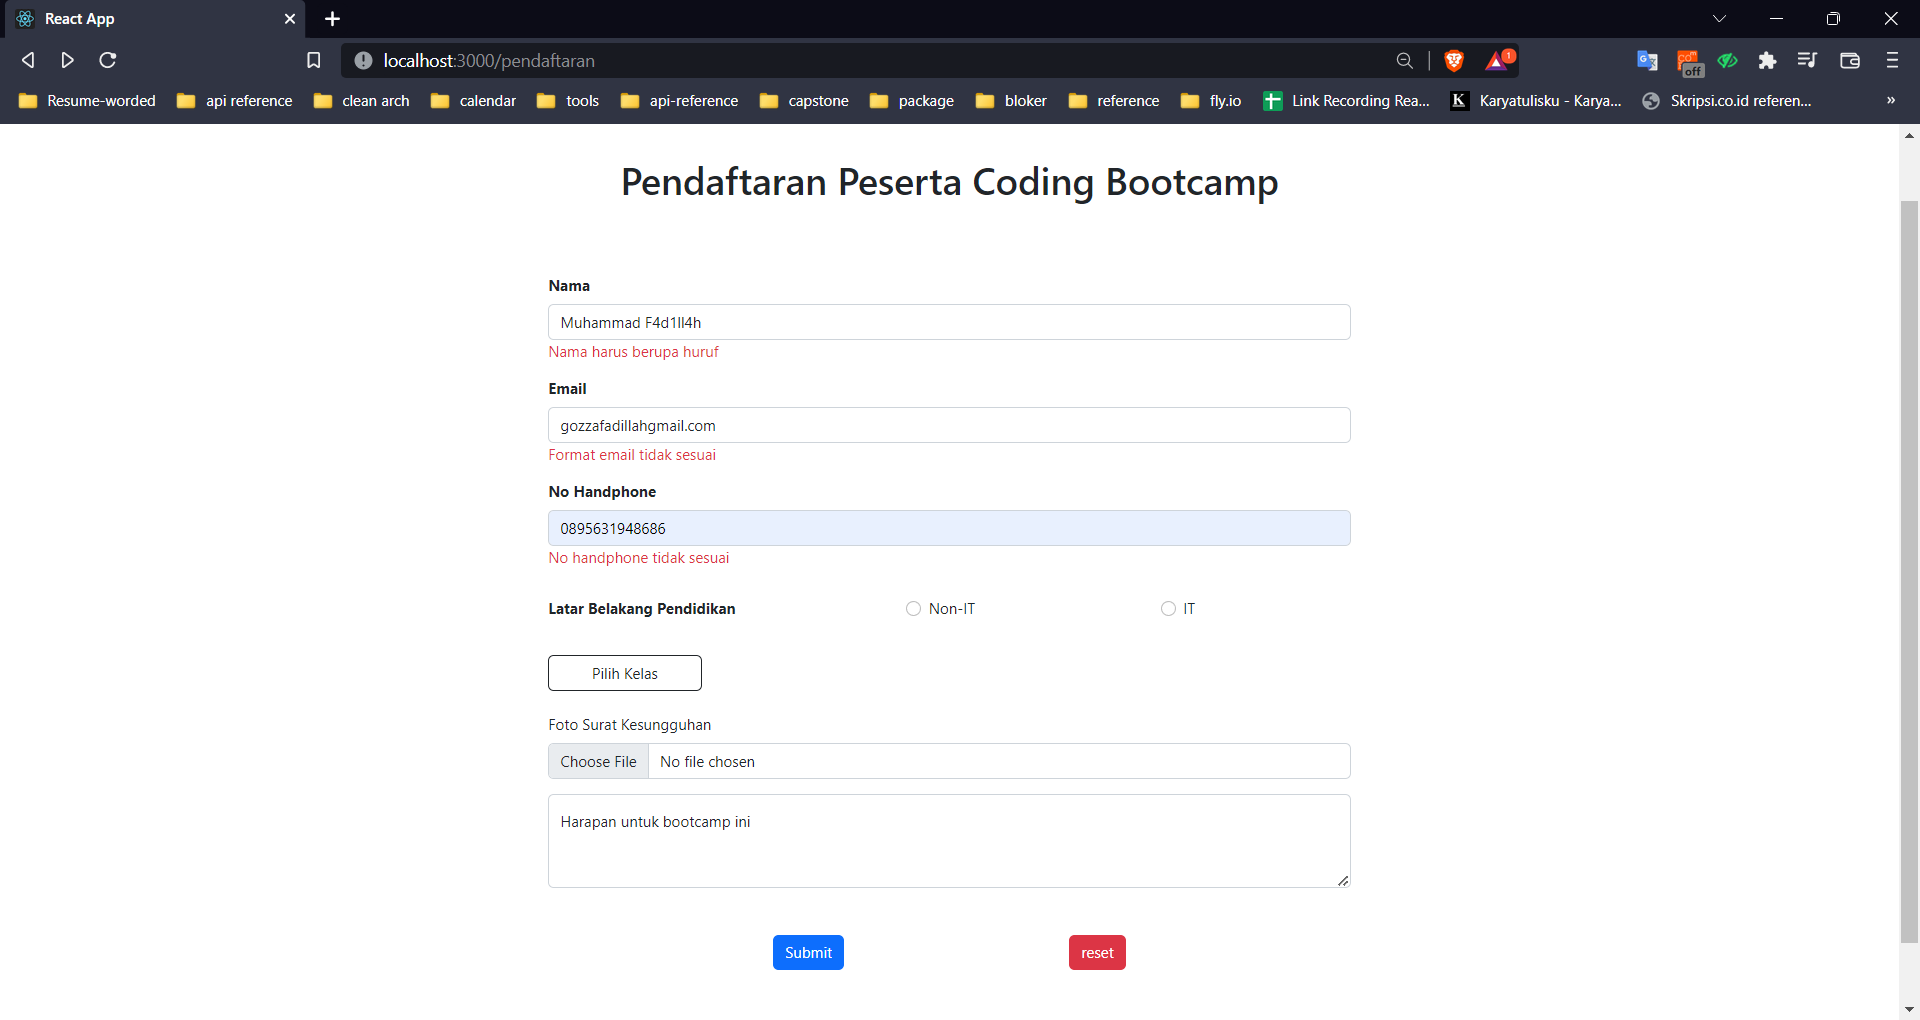 React App
localhost:3000/pendaftaran
1
off
Resume-worded api reference clean arch calendar tools api-reference capstone package bloker reference fly.io Link Recording Rea... K Karyatulisku - Karya... Skripsi.co.id referen... »
Pendaftaran Peserta Coding Bootcamp
Nama
Muhammad F4d1ll4h
Nama harus berupa huruf
Email
gozzafadillahgmail.com
Format email tidak sesuai
No Handphone
0895631948686
No handphone tidak sesuai
Latar Belakang Pendidikan Non-IT IT
Pilih Kelas
Foto Surat Kesungguhan
Choose File No file chosen
Harapan untuk bootcamp ini
Submit reset